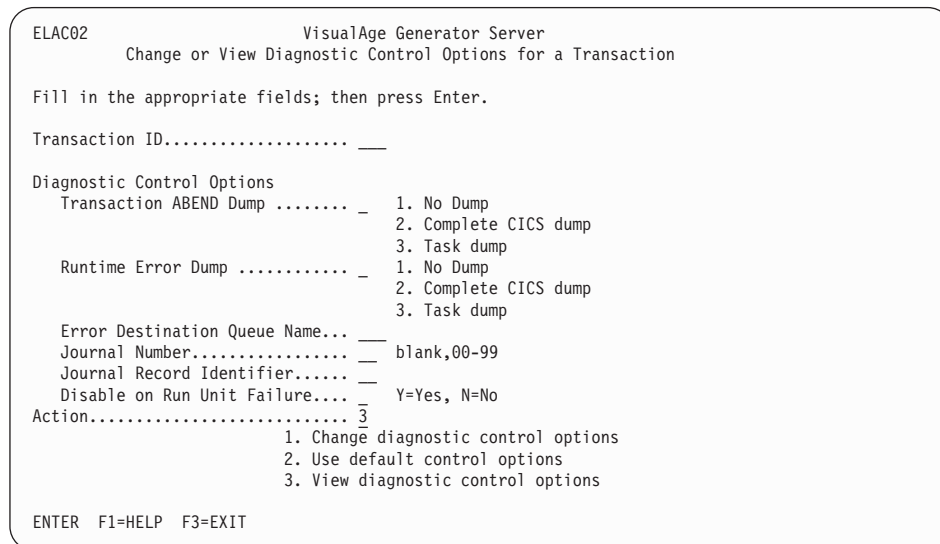 ELAC02 VisualAge Generator Server
Change or View Diagnostic Control Options for a Transaction
Fill in the appropriate fields; then press Enter.
Transaction ID.................... ___
Diagnostic Control Options
Transaction ABEND Dump ........ _ 1. No Dump
2. Complete CICS dump
3. Task dump
Runtime Error Dump ............ _ 1. No Dump
2. Complete CICS dump
3. Task dump
Error Destination Queue Name... ___
Journal Number................. __ blank,00-99
Journal Record Identifier...... __
Disable on Run Unit Failure.... _ Y=Yes, N=No
Action............................ 3
1. Change diagnostic control options
2. Use default control options
3. View diagnostic control options
ENTER F1=HELP F3=EXIT